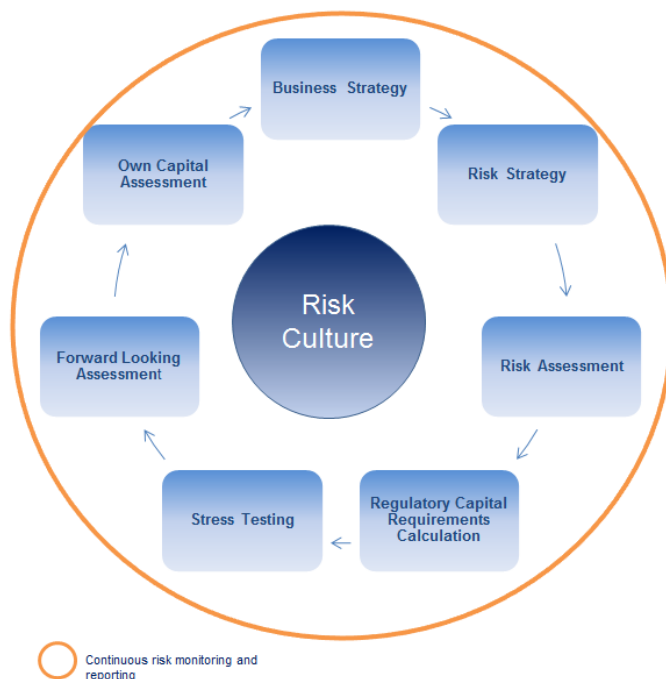 Business Strategy
Own Capital
Assessment
Risk Strategy
Risk
Culture
Forward Looking
Assessment
Risk Assessment
Stress Testing
Regulatory Capital
Requirements
Calculation
Continuous risk monitoring and
reporting